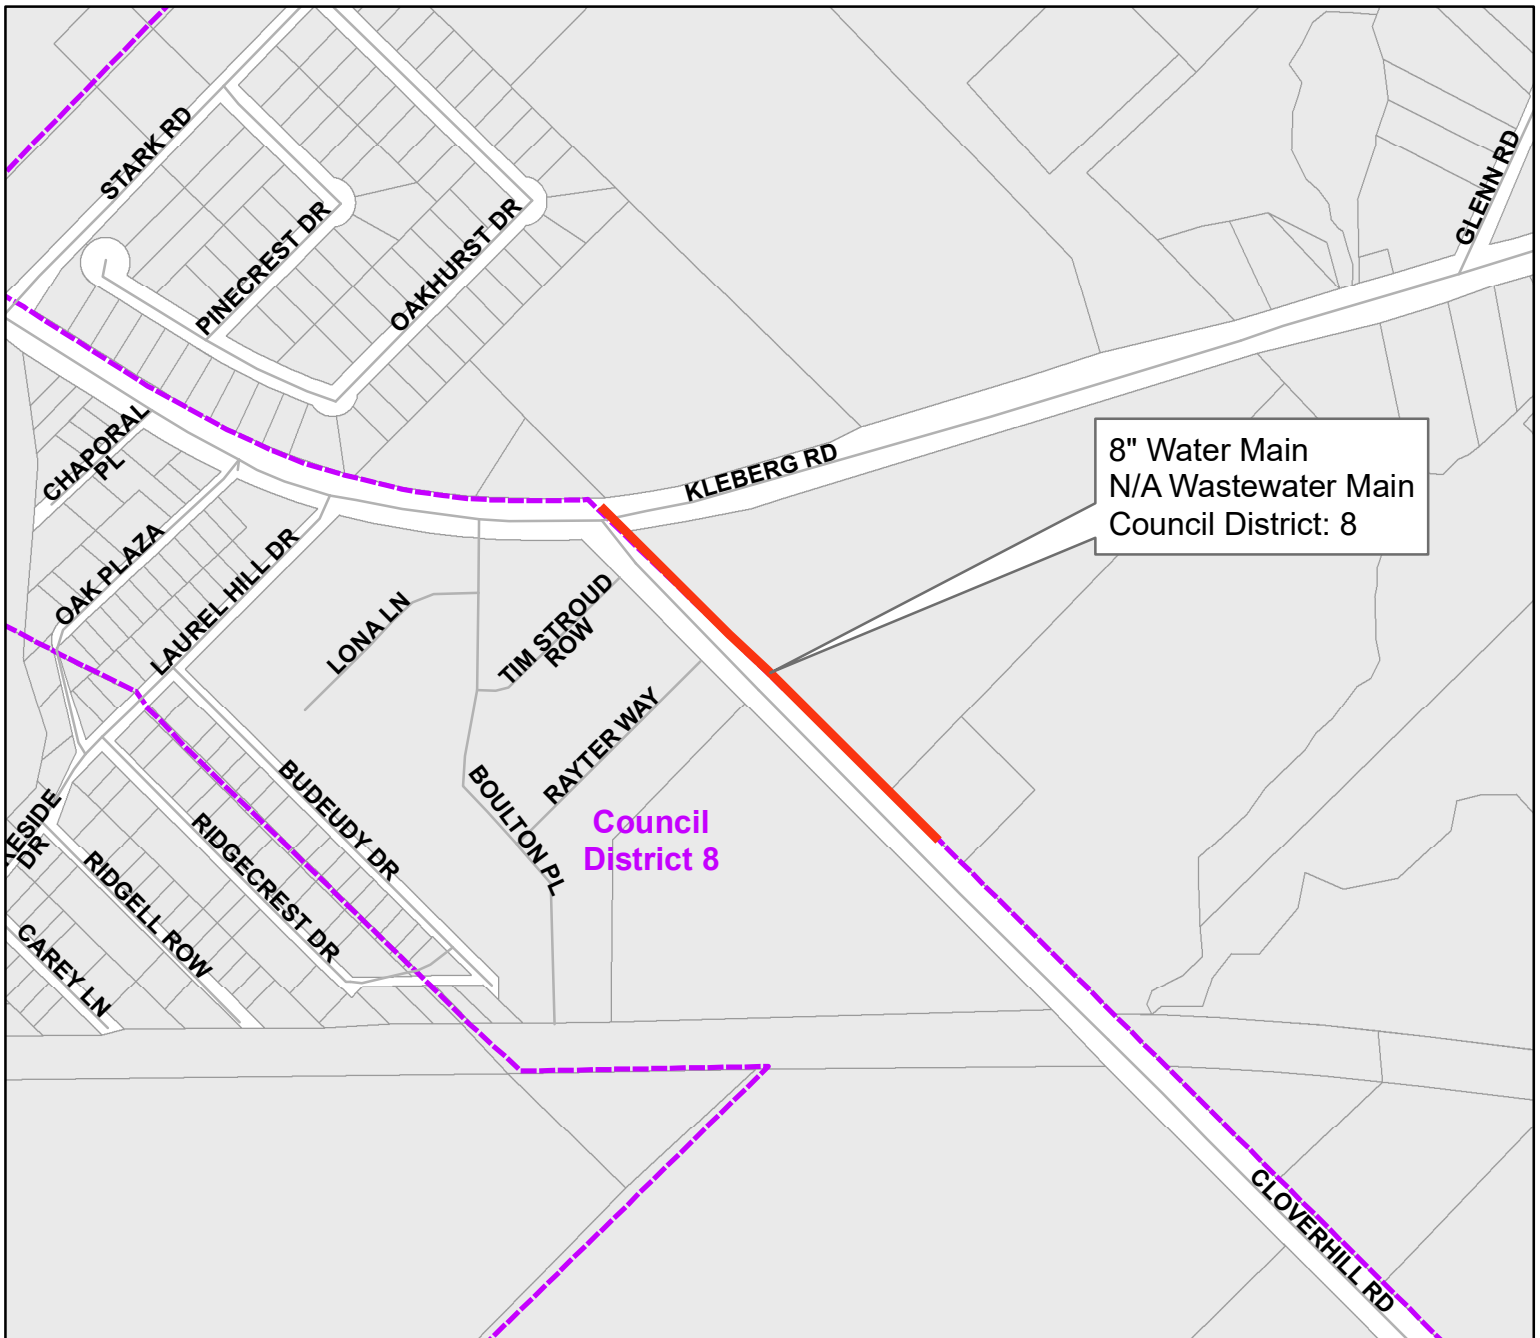 STARK RD
GLENN RD
PINECREST DR
OAKHURST DR
CHAPORAL
PL
KLEBERG RD
8" Water Main
N/A Wastewater Main
Council District: 8
OAK PLAZA
LAUREL HILL DR
LONA LN
TIM STROUD
ROW
RAYTER WAY
BUDEUDY DR
BOULTON PL
Council
District 8
RESIDE
DR
RIDGECREST DR
RIDGELL ROW
CAREY LN
CLOVERHILL RD